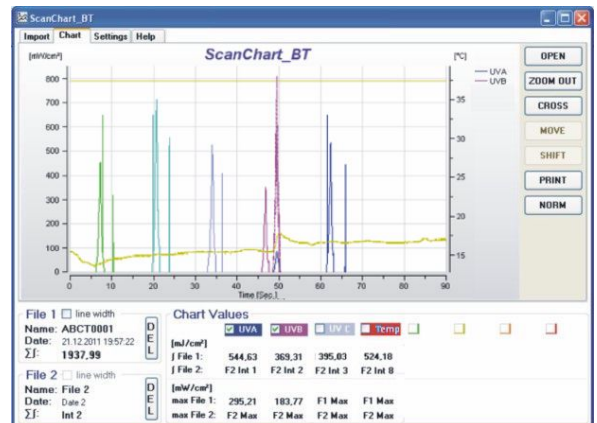 ScanChart_BT
Import Chart Settings Help
ScanChart_BT
[mW/cm²]
[°C]
800
700
600
500
400
300
200
100
0
35
30
25
20
15
0 10 20 30 40 50 60 70 80 90
Time [Sec.]
UVA
UVB
OPEN
ZOOM OUT
CROSS
MOVE
SHIFT
PRINT
NORM
File 1 line width
Name: ABCT0001
Date: 21.12.2011 19:57:22
∑∫: 1937,99
DEL
File 2 line width
Name: File 2
Date: Date 2
∑∫: Int 2
DEL
Chart Values
UVA UVB UV C Temp
[mJ/cm²]
∫ File 1: 544,63 369,31 395,03 524,18
∫ File 2: F2 Int 1 F2 Int 2 F2 Int 3 F2 Int 8
[mW/cm²]
max File 1: 295,21 183,77 F1 Max F1 Max
max File 2: F2 Max F2 Max F2 Max F2 Max